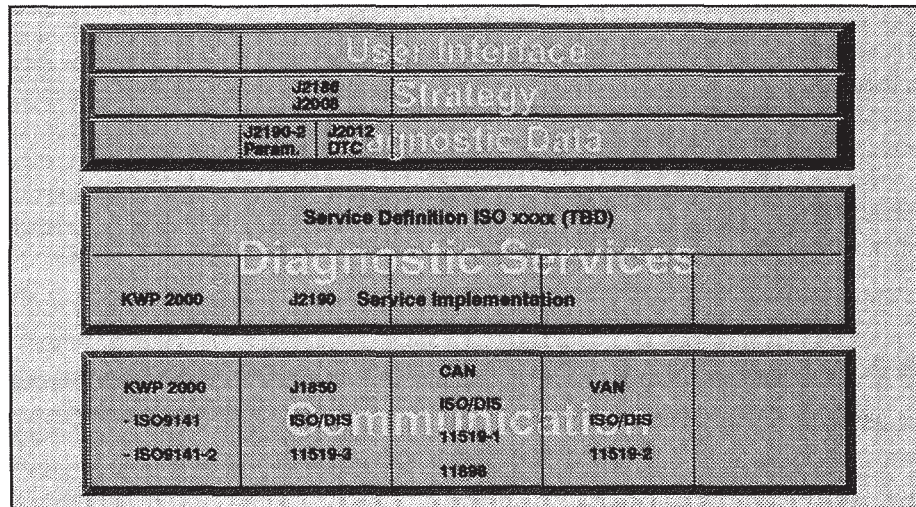 User Interface
J2186
J2008
Strategy
J2190-2
Param.
J2012
DTC
agnostic Data
Service Definition ISO xxxx (TBD)
Diagnostic Services
KWP 2000
J2190
Service Implementation
KWP 2000
- ISO9141
- ISO9141-2
J1850
ISO/DIS
11519-3
CAN
ISO/DIS
11519-1
11898
VAN
ISO/DIS
11519-2
Communication